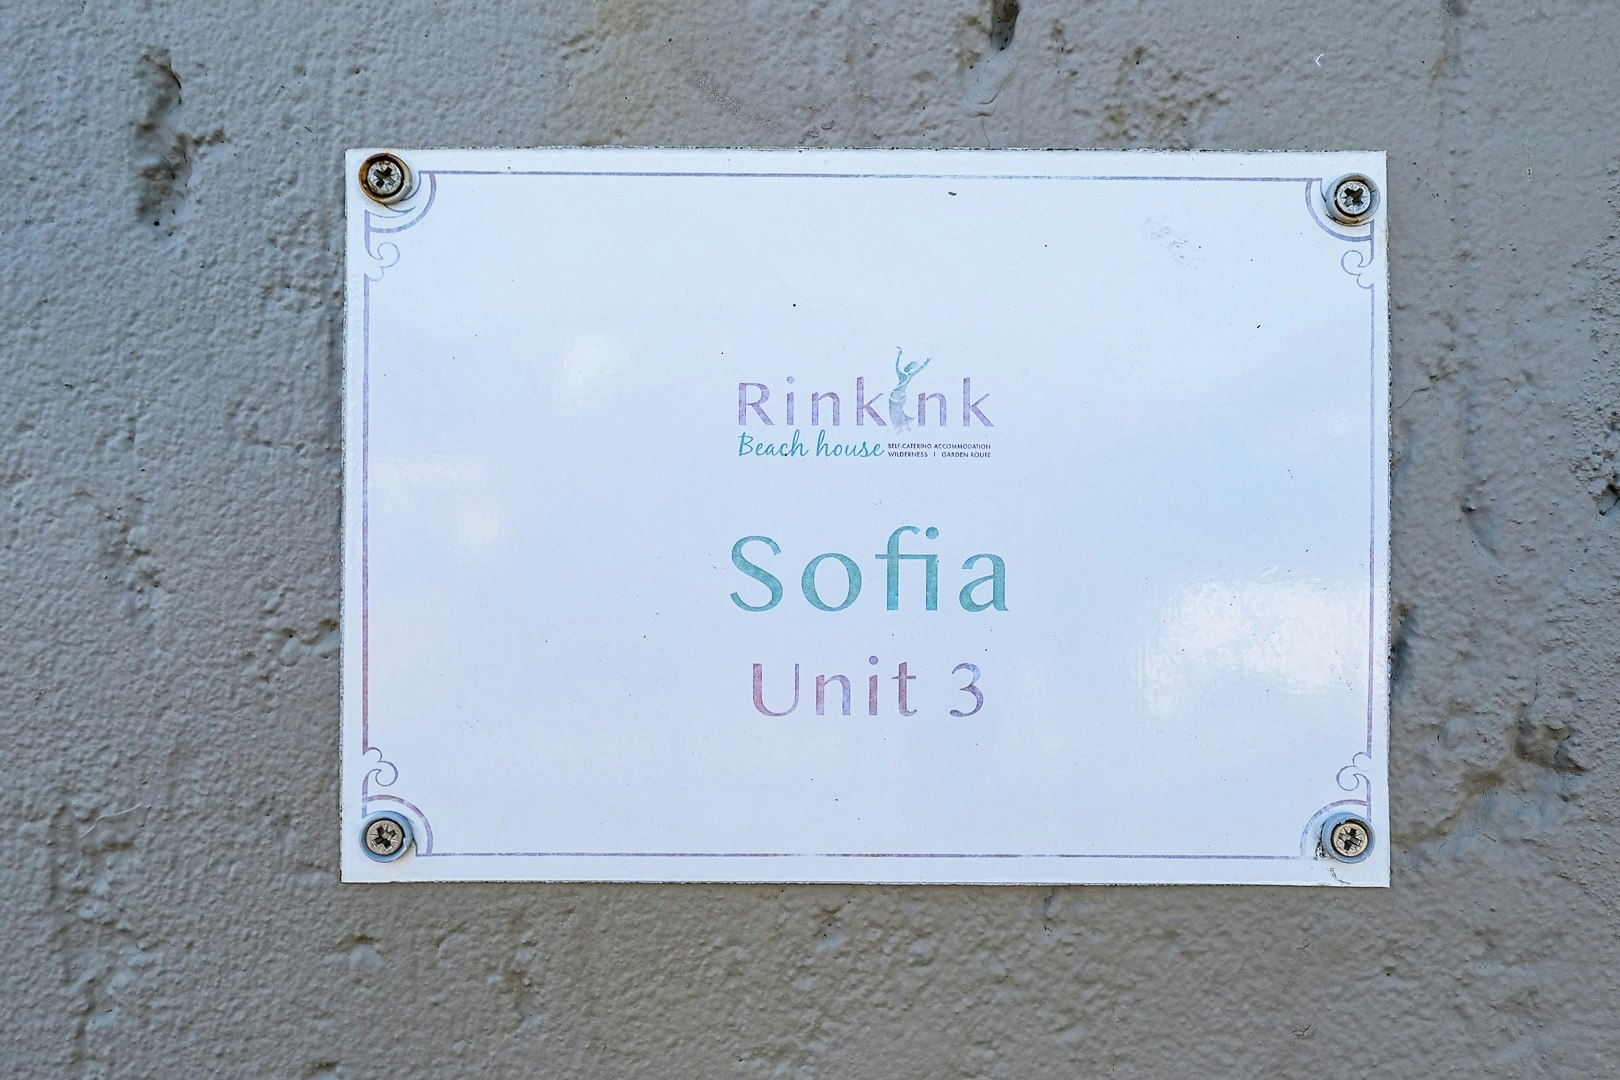 Rinkink
Beach house
SELF CATERING ACCOMMODATION
WILDERNESS | GARDEN ROUTE
Sofia
Unit 3